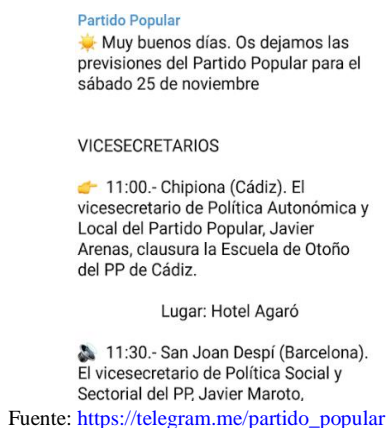 Partido Popular
☀️ Muy buenos días. Os dejamos las
previsiones del Partido Popular para el
sábado 25 de noviembre
VICESECRETARIOS
👉 11:00.- Chipiona (Cádiz). El
vicesecretario de Política Autonómica y
Local del Partido Popular, Javier
Arenas, clausura la Escuela de Otoño
del PP de Cádiz.
Lugar: Hotel Agaró
🔊 11:30.- San Joan Despí (Barcelona).
El vicesecretario de Política Social y
Sectorial del PP, Javier Maroto,
Fuente: https://telegram.me/partido_popular